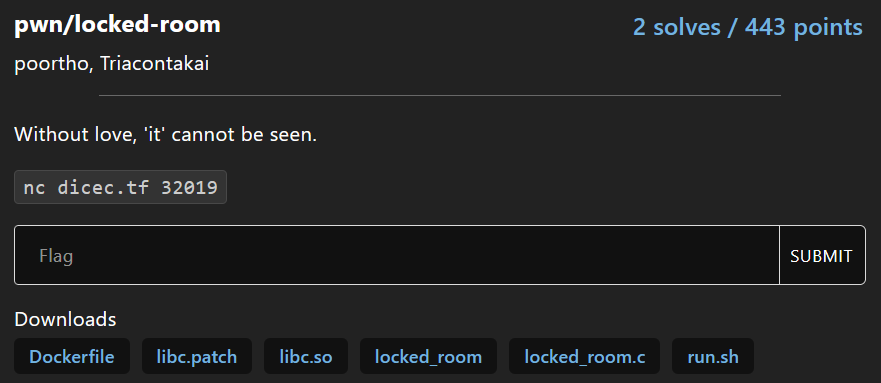 pwn/locked-room
2 solves / 443 points
poortho, Triacontakai
Without love, 'it' cannot be seen.
nc dicec.tf 32019
Flag
SUBMIT
Downloads
Dockerfile libc.patch libc.so locked_room locked_room.c run.sh